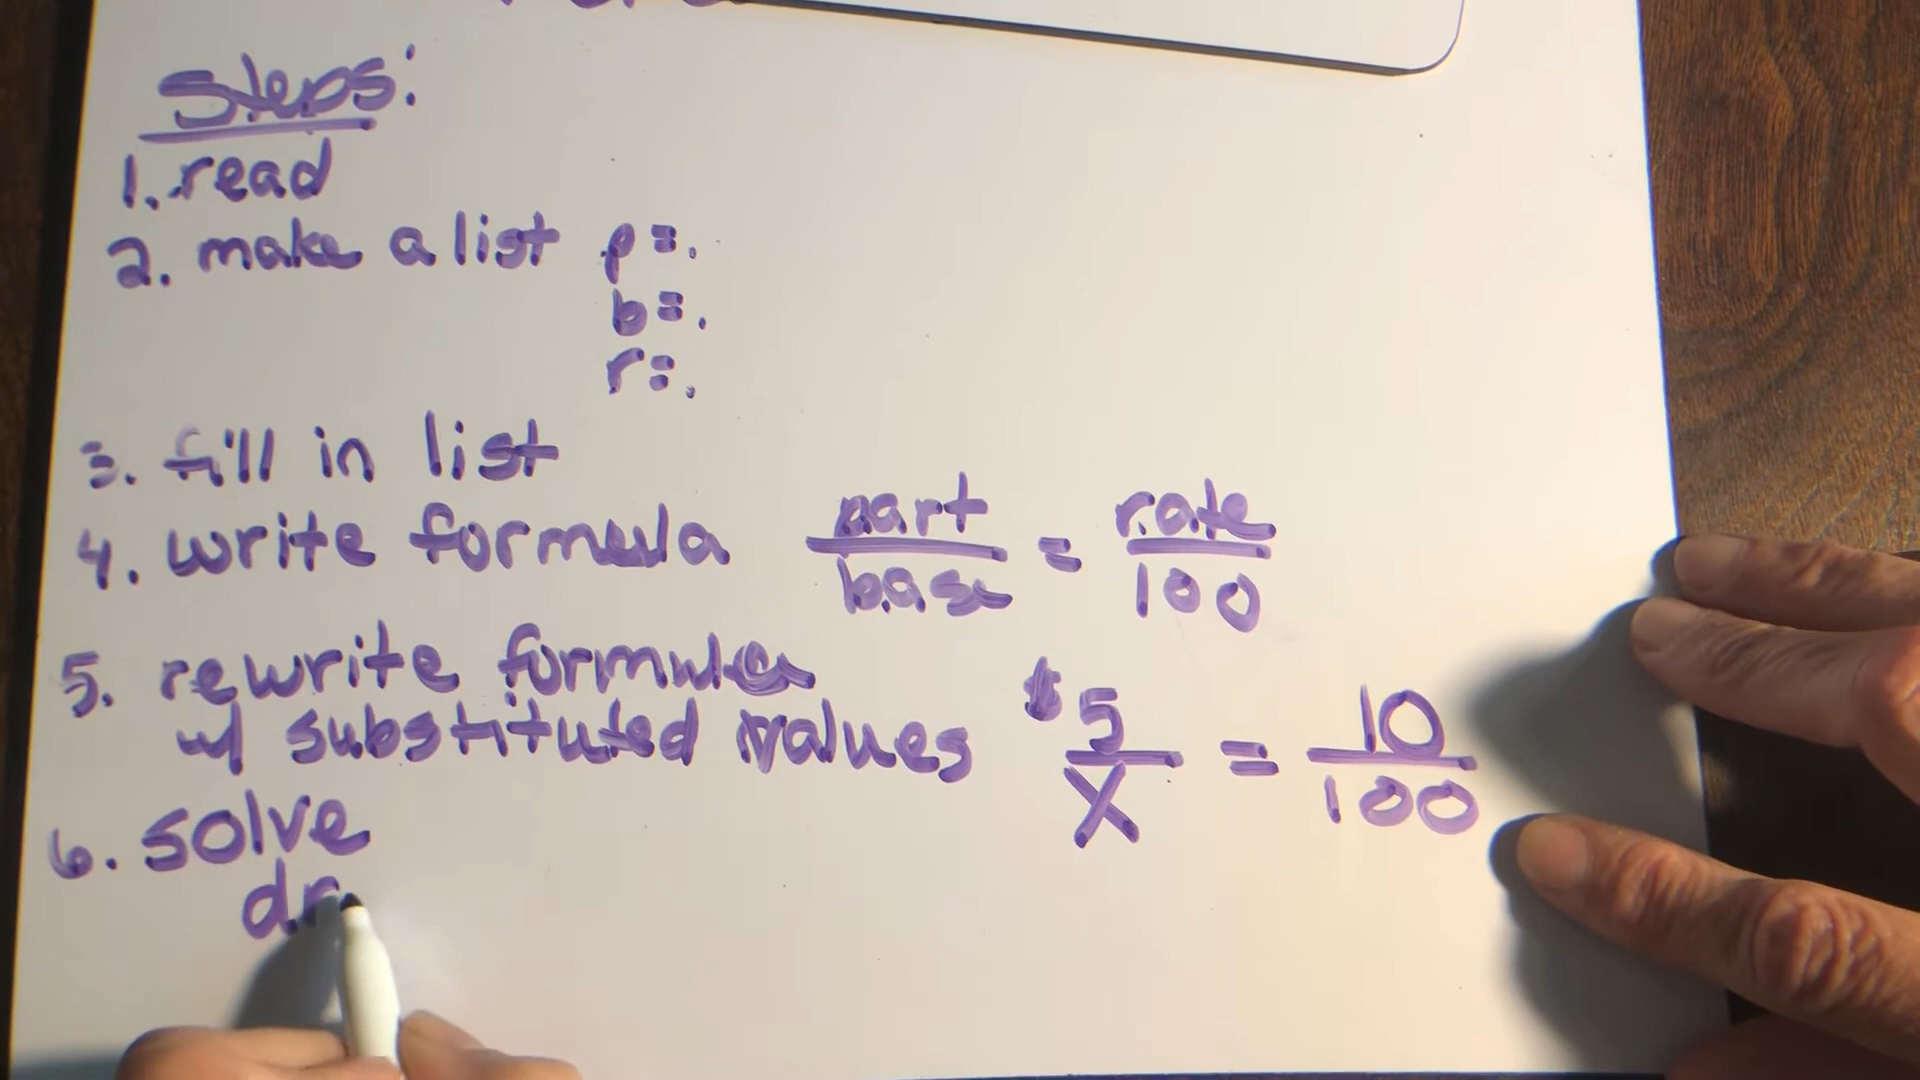 Steps:
1. read
2. make a list p=.
b=.
r=.
3. fill in list
4. write formula part/base = rate/100
5. rewrite formula
w/ substituted values $5/X = 10/100
6. solve
dr